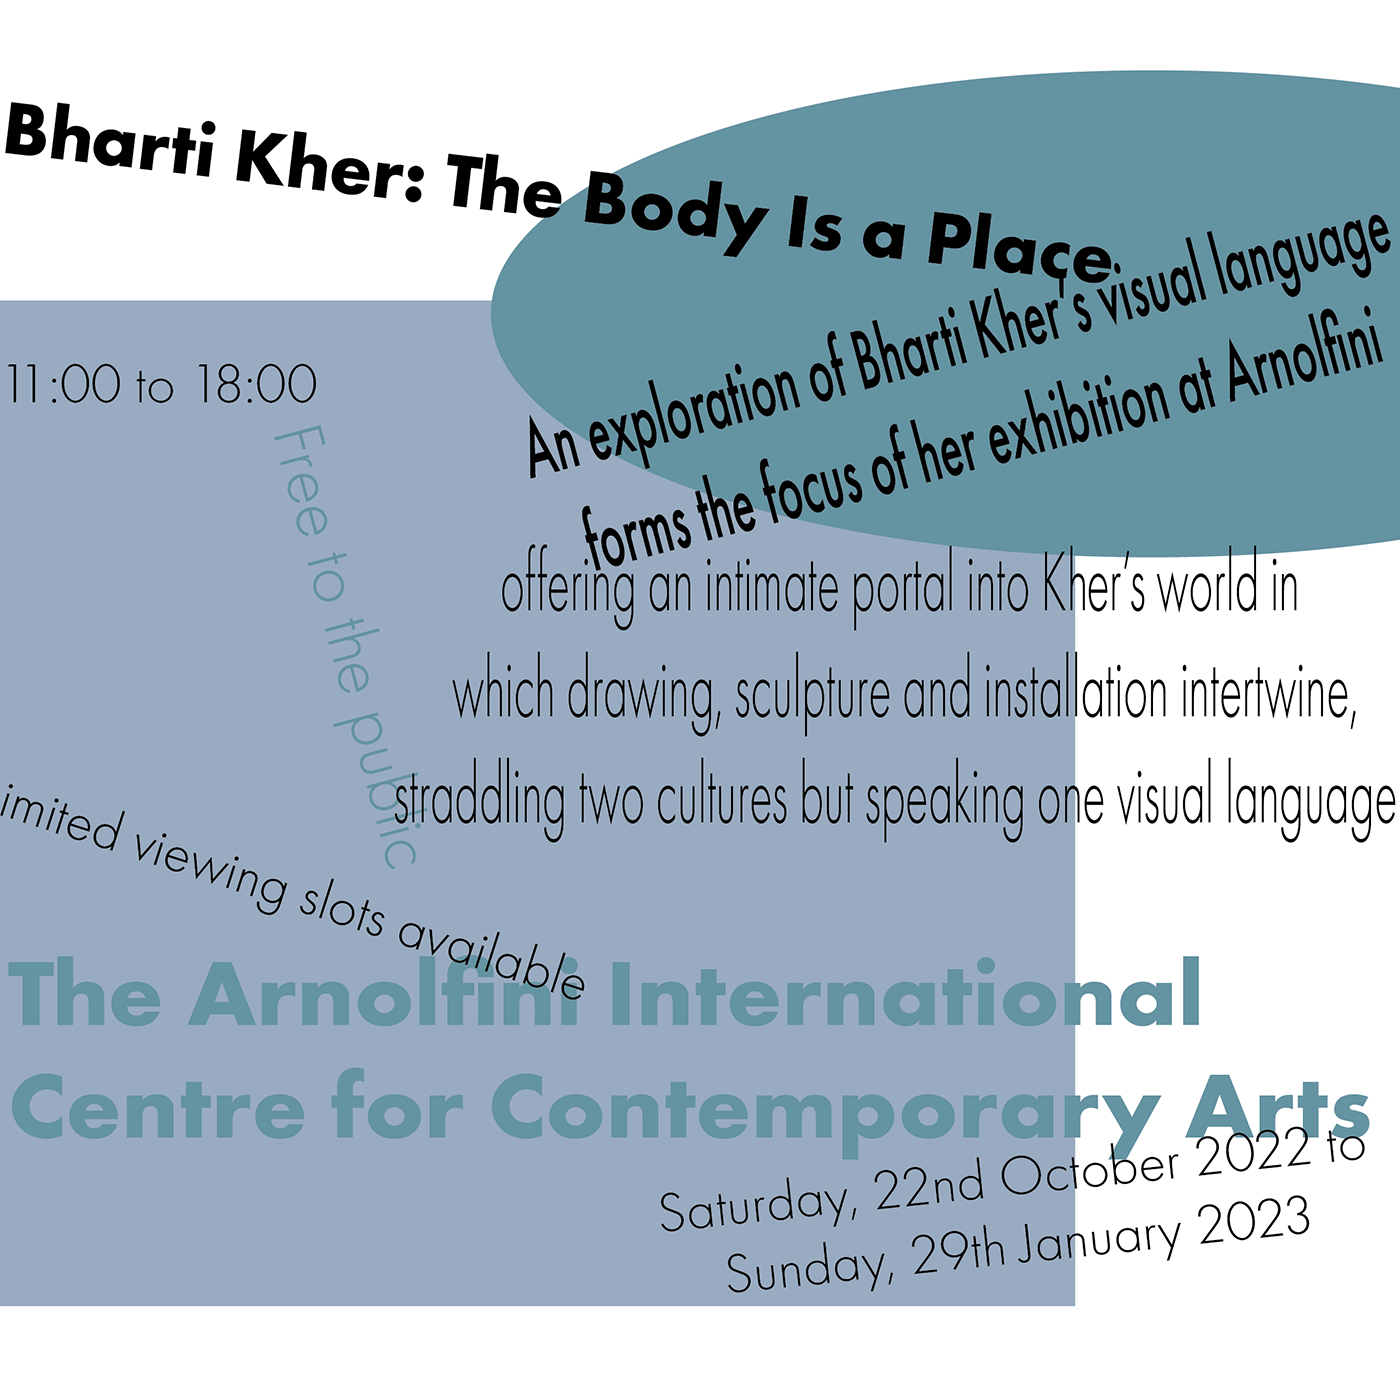 Bharti Kher: The Body Is a Place
An exploration of Bharti Kher's visual language
forms the focus of her exhibition at Arnolfini
11:00 to 18:00
Free to the public
offering an intimate portal into Kher’s world in
which drawing, sculpture and installation intertwine,
straddling two cultures but speaking one visual language
imited viewing slots available
The Arnolfini International
Centre for Contemporary Arts
Saturday, 22nd October 2022 to
Sunday, 29th January 2023